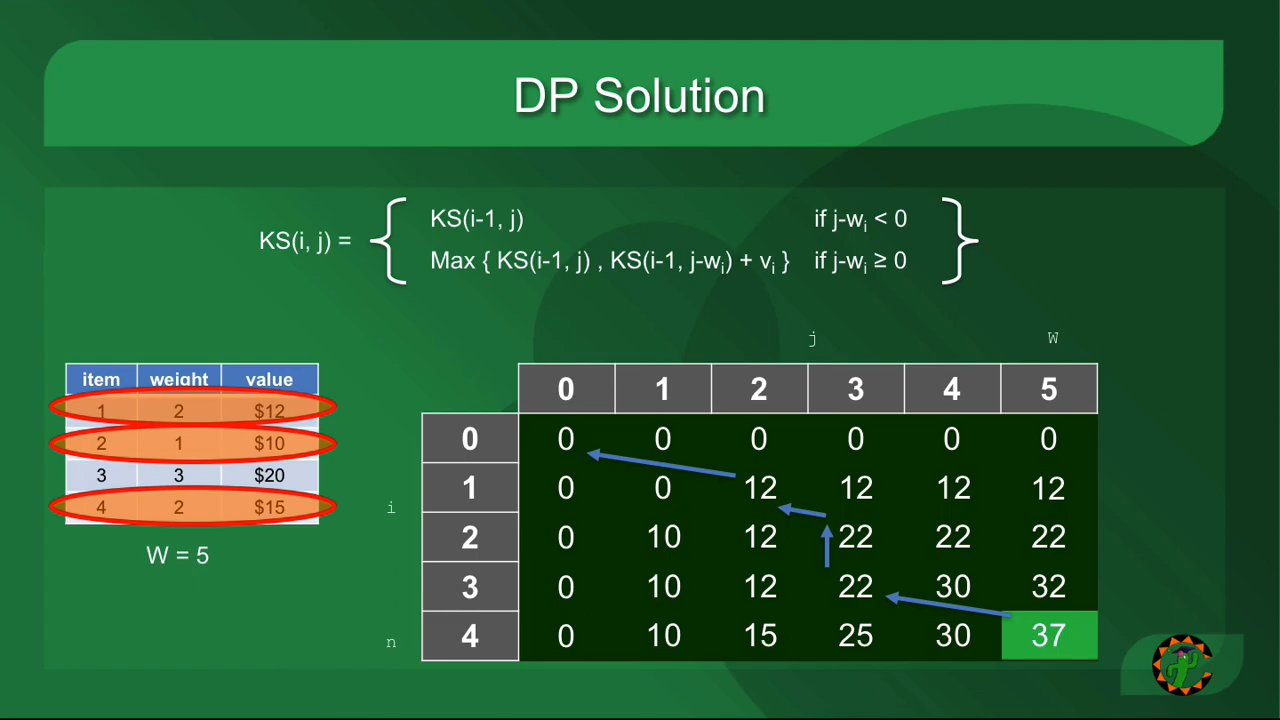 DP Solution
KS(i, j) =
KS(i-1, j) if j-wᵢ < 0
Max { KS(i-1, j) , KS(i-1, j-wᵢ) + vᵢ } if j-wᵢ ≥ 0
j W
item weight value
1 2 $12
2 1 $10
3 3 $20
4 2 $15
W = 5
0 1 2 3 4 5
0 0 0 0 0 0 0
1 0 0 12 12 12 12
i
2 0 10 12 22 22 22
3 0 10 12 22 30 32
n 4 0 10 15 25 30 37